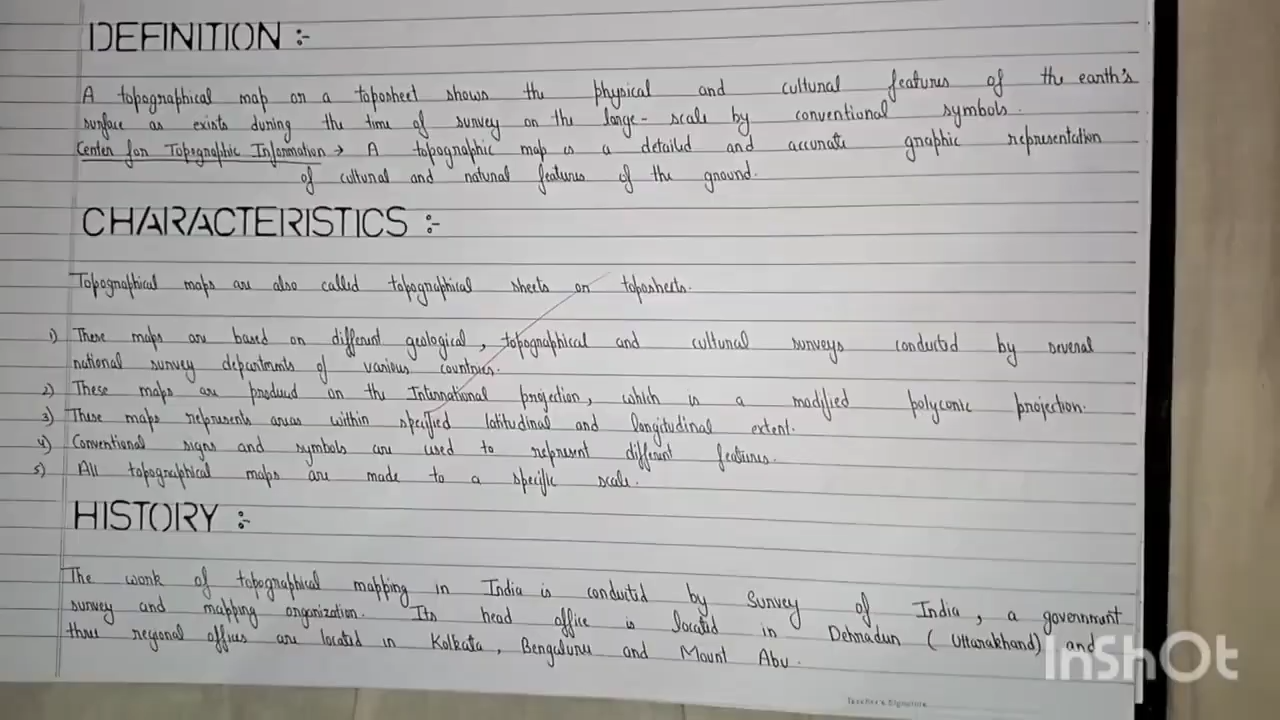 DEFINITION :-
A topographical map or a toposheet shows the physical and cultural features of the earth's
surface as exists during the time of survey on the large-scale by conventional symbols.
Center for Topographic Information → A topographic map is a detailed and accurate graphic representation
of cultural and natural features of the ground.
CHARACTERISTICS :-
Topographical maps are also called topographical sheets or toposheets.
1) These maps are based on different geological, topographical and cultural surveys conducted by several
national survey departments of various countries.
2) These maps are produced on the International projection, which is a modified polyconic projection.
3) These maps represents areas within specified latitudinal and longitudinal extent.
4) Conventional signs and symbols are used to represent different features.
5) All topographical maps are made to a specific scale.
HISTORY :-
The work of topographical mapping in India is conducted by Survey of India, a government
survey and mapping organization. Its head office is located in Dehradun (Uttarakhand) and
three regional offices are located in Kolkata, Bengaluru and Mount Abu.
InShOt
Teacher's Signature